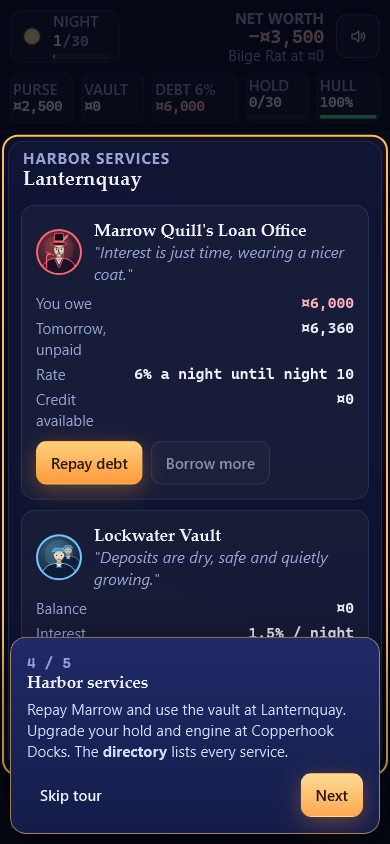 NIGHT
1/30
NET WORTH
−¤3,500
Bilge Rat at ¤0
PURSE
¤2,500
VAULT
¤0
DEBT 6%
¤6,000
HOLD
0/30
HULL
100%
HARBOR SERVICES
Lanternquay
Marrow Quill's Loan Office
"Interest is just time, wearing a nicer
coat."
You owe
¤6,000
Tomorrow,
unpaid
¤6,360
Rate
6% a night until night 10
Credit
available
¤0
Repay debt
Borrow more
Lockwater Vault
"Deposits are dry, safe and quietly
growing."
Balance
¤0
Interest
1.5% / night
4 / 5
Harbor services
Repay Marrow and use the vault at Lanternquay.
Upgrade your hold and engine at Copperhook
Docks. The directory lists every service.
Skip tour
Next